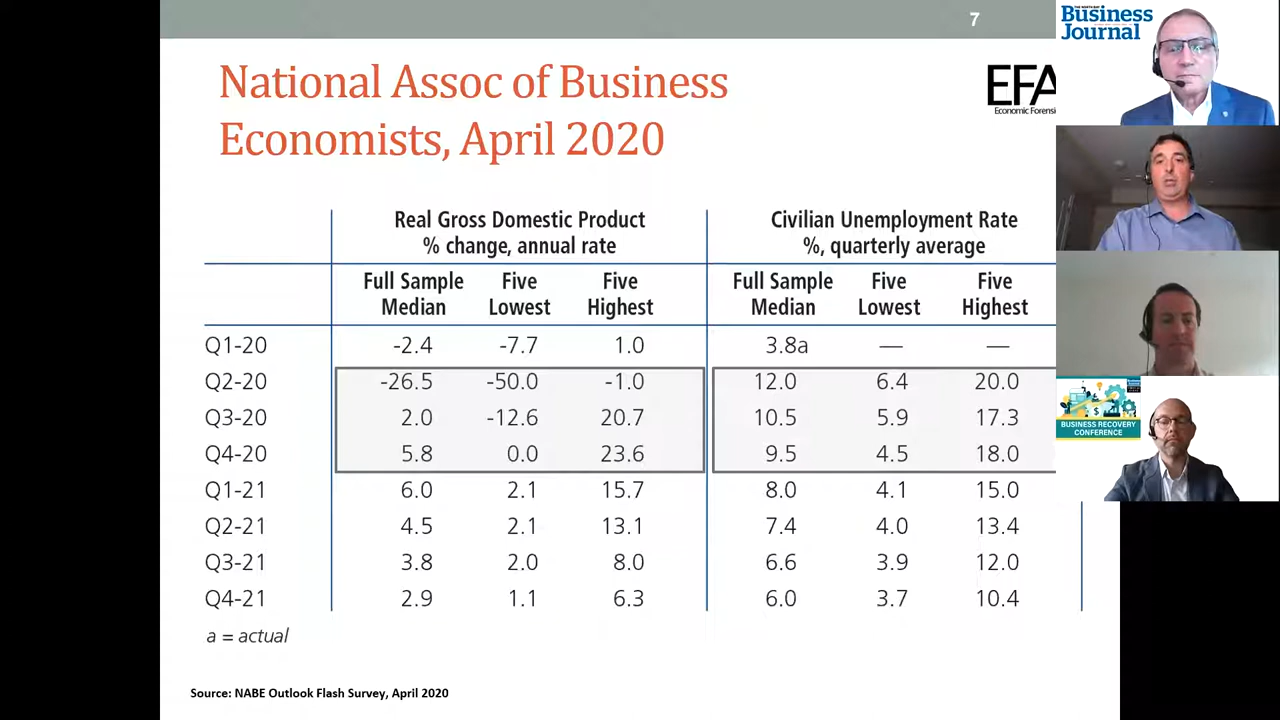 7
National Assoc of Business
Economists, April 2020
EFA
Economic Forensi
Real Gross Domestic Product
% change, annual rate
Civilian Unemployment Rate
%, quarterly average
Full Sample Median Five Lowest Five Highest Full Sample Median Five Lowest Five Highest
Q1-20 -2.4 -7.7 1.0 3.8a — —
Q2-20 -26.5 -50.0 -1.0 12.0 6.4 20.0
Q3-20 2.0 -12.6 20.7 10.5 5.9 17.3
Q4-20 5.8 0.0 23.6 9.5 4.5 18.0
Q1-21 6.0 2.1 15.7 8.0 4.1 15.0
Q2-21 4.5 2.1 13.1 7.4 4.0 13.4
Q3-21 3.8 2.0 8.0 6.6 3.9 12.0
Q4-21 2.9 1.1 6.3 6.0 3.7 10.4
a = actual
Source: NABE Outlook Flash Survey, April 2020
Business
Journal
BUSINESS RECOVERY
CONFERENCE